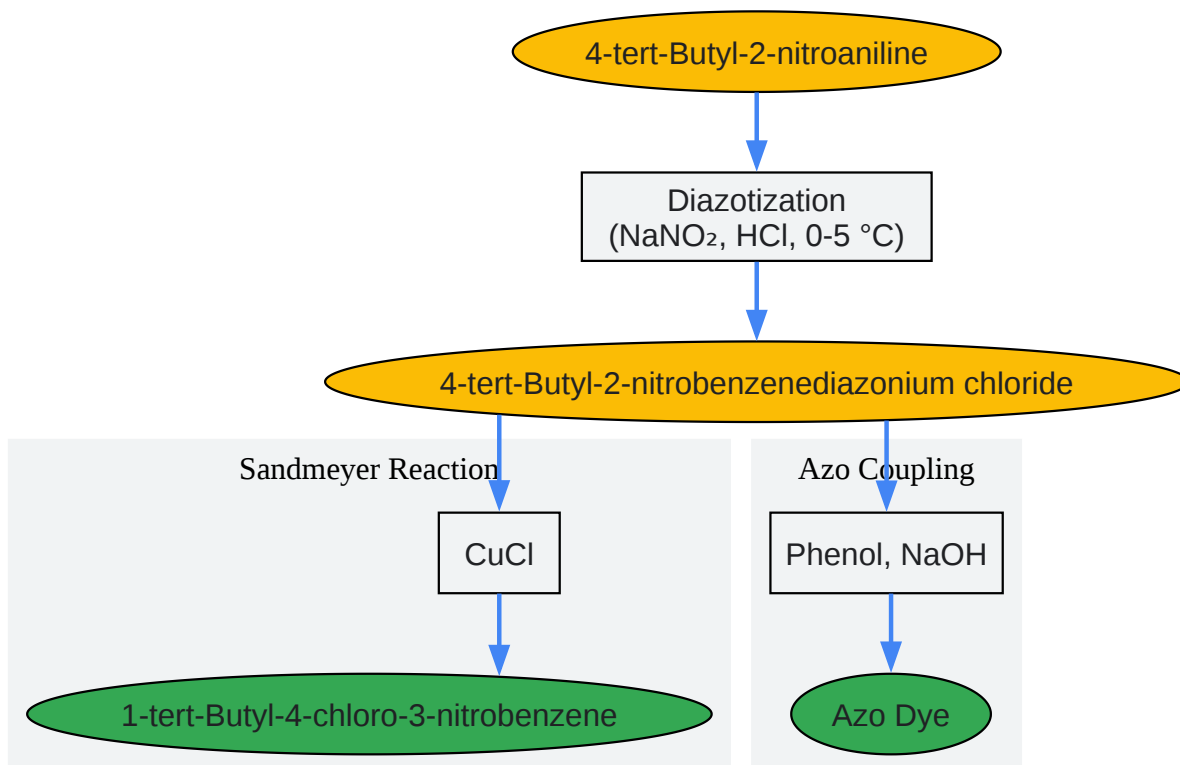 4-tert-Butyl-2-nitroaniline
Diazotization
(NaNO₂, HCl, 0-5 °C)
4-tert-Butyl-2-nitrobenzenediazonium chloride
Sandmeyer Reaction
Azo Coupling
CuCl
Phenol, NaOH
1-tert-Butyl-4-chloro-3-nitrobenzene
Azo Dye